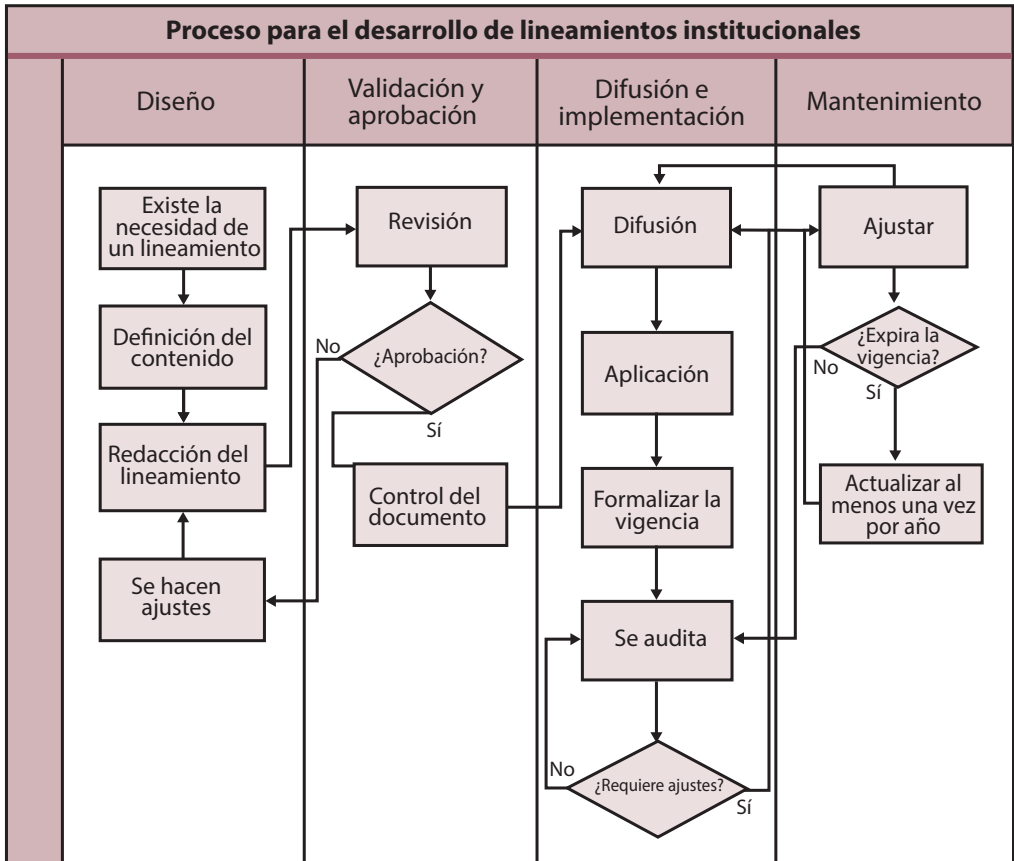 Proceso para el desarrollo de lineamientos institucionales
Diseño
Validación y
aprobación
Difusión e
implementación
Mantenimiento
Existe la
necesidad de
un lineamiento
Definición del
contenido
Redacción del
lineamiento
Se hacen
ajustes
Revisión
¿Aprobación?
No
Sí
Control del
documento
Difusión
Aplicación
Formalizar la
vigencia
Se audita
¿Requiere ajustes?
No
Sí
Ajustar
¿Expira la
vigencia?
No
Sí
Actualizar al
menos una vez
por año